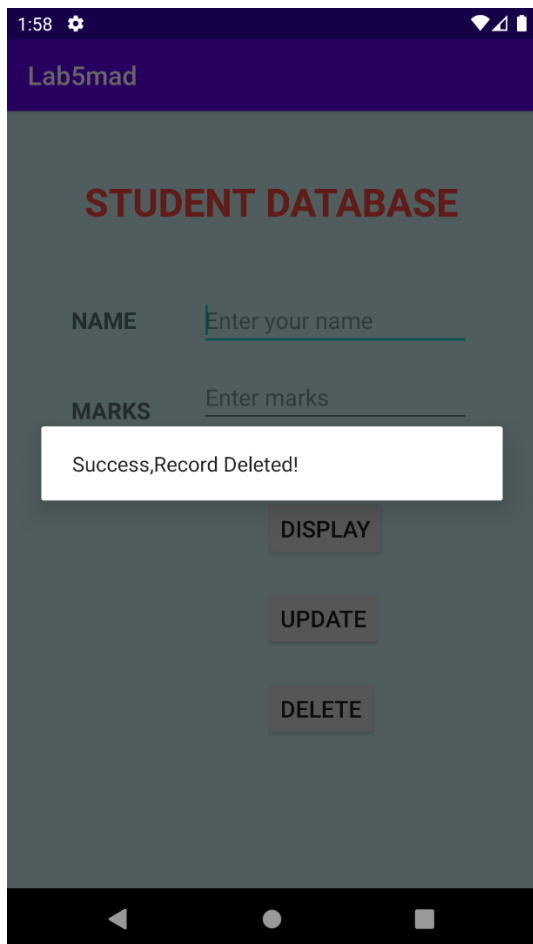 1:58
Lab5mad
STUDENT DATABASE
NAME
Enter your name
Enter marks
MARKS
Success,Record Deleted!
DISPLAY
UPDATE
DELETE